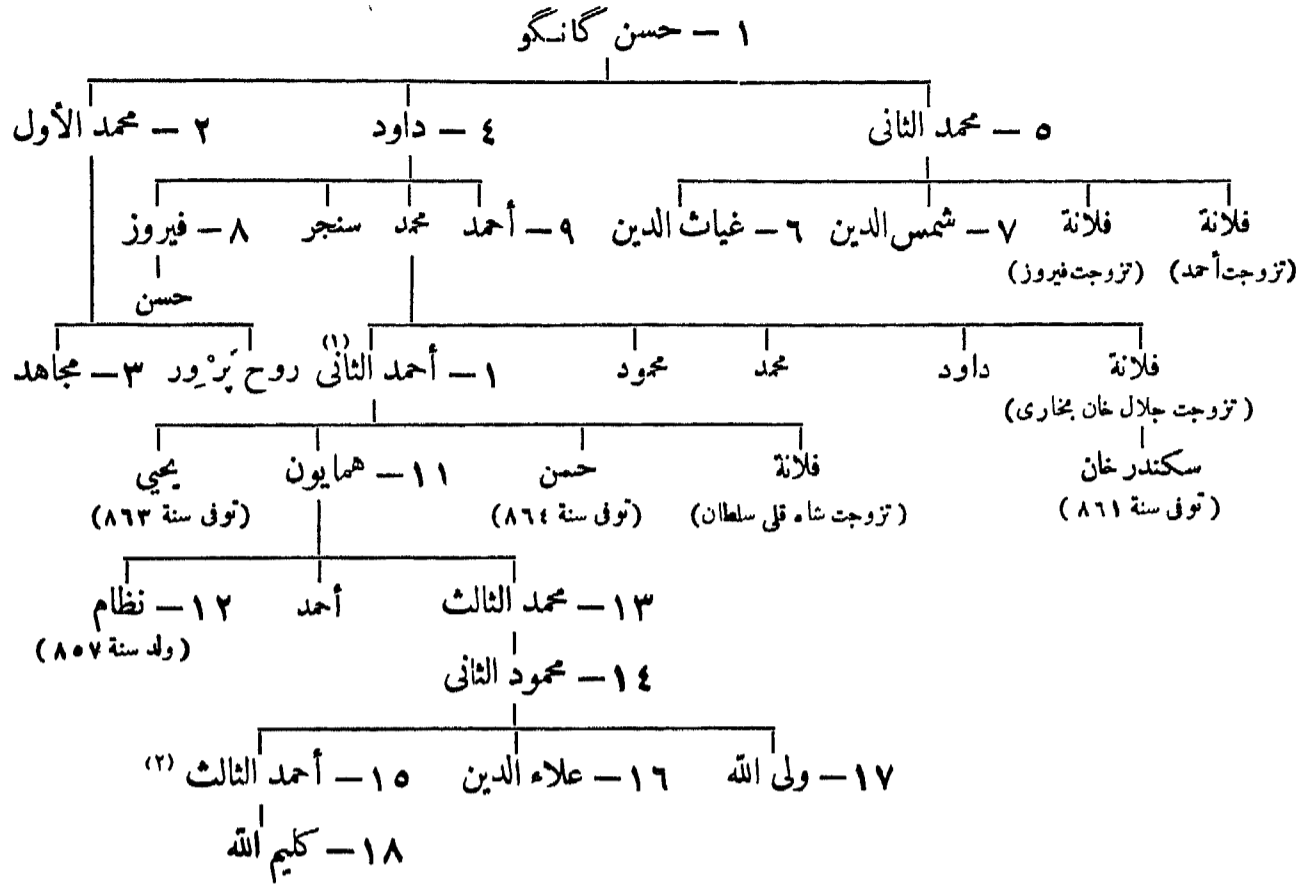 ١ – حسن گانگو
٥ – محمد الثانى ٤ – داود ٢ – محمد الأول
فلانة فلانة ٧ – شمس الدين ٦ – غياث الدين ٩ – أحمد محمد سنجر ٨ – فيروز
(تزوجت أحمد) (تزوجت فيروز)
حسن
فلانة داود محمد محمود ١ – أحمد الثانى (١) روح پَرْوِر ٣ – مجاهد
(تزوجت جلال خان بخارى)
سكندر خان فلانة حسن ١١ – همايون يحيى
(توفى سنة ٨٦١) (تزوجت شاه قلى سلطان) (توفى سنة ٨٦٤) (توفى سنة ٨٦٣)
١٣ – محمد الثالث أحمد ١٢ – نظام
(ولد سنة ٨٥٧)
١٤ – محمود الثانى
١٧ – ولى الله ١٦ – علاء الدين ١٥ – أحمد الثالث (٢)
١٨ – كليم الله